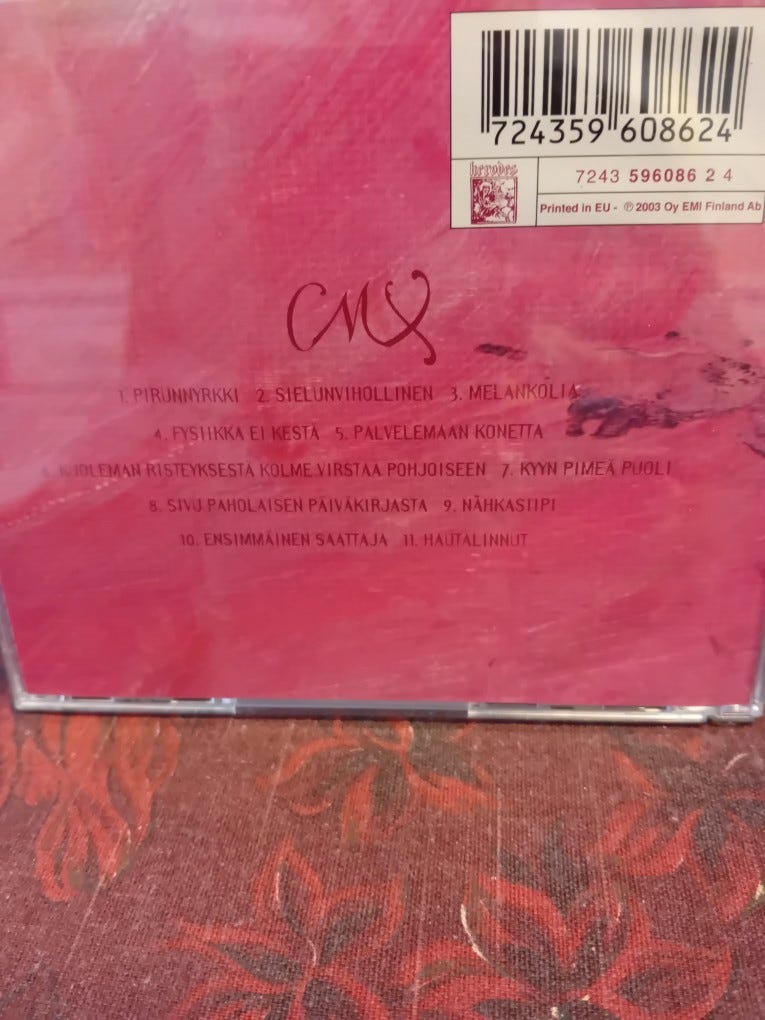 724359 608624
herodes
7243 596086 2 4
Printed in EU - ℗ 2003 Oy EMI Finland Ab
CMX
1. PIRUNNYRKKI 2. SIELUNVIHOLLINEN 3. MELANKOLIA
4. FYSIIKKA EI KESTÄ 5. PALVELEMAAN KONETTA
6. KUOLEMAN RISTEYKSESTÄ KOLME VIRSTAA POHJOISEEN 7. KYYN PIMEÄ PUOLI
8. SIVU PAHOLAISEN PÄIVÄKIRJASTA 9. NÄHKASTIPI
10. ENSIMMÄINEN SAATTAJA 11. HAUTALINNUT